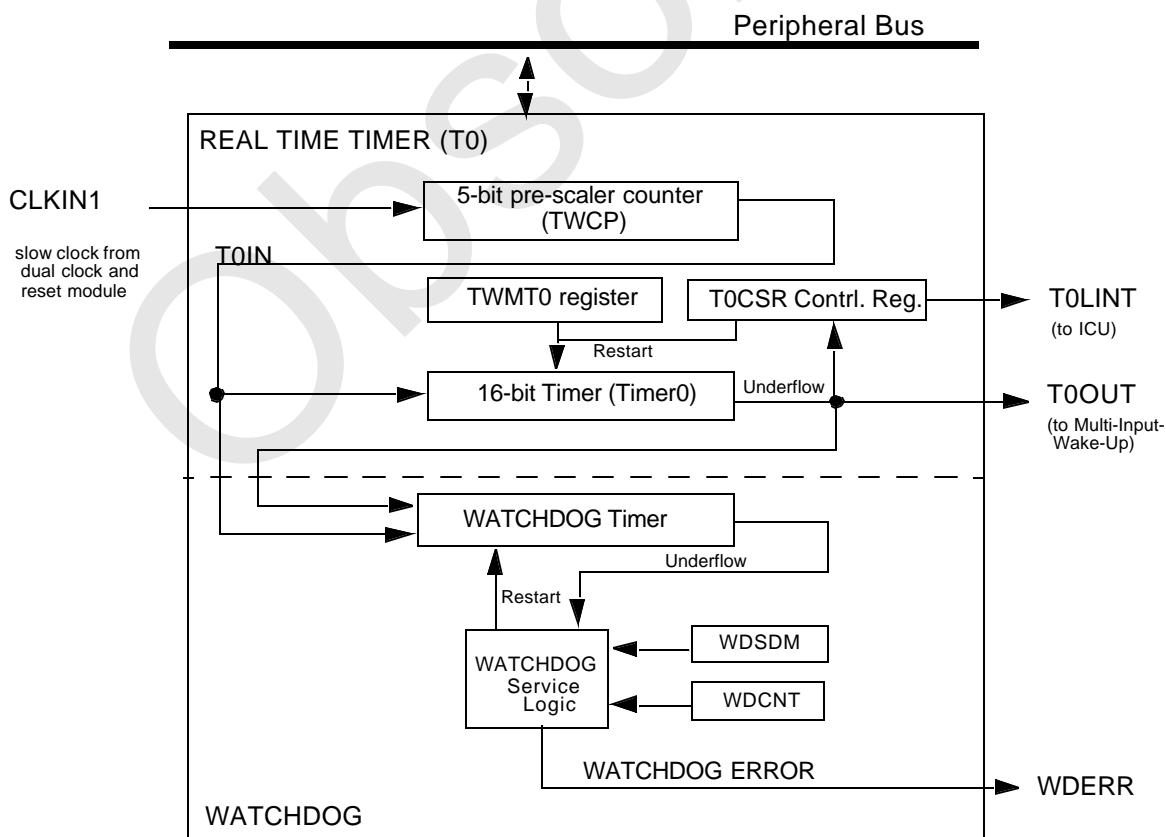 Peripheral Bus
REAL TIME TIMER (T0)
CLKIN1
5-bit pre-scaler counter
(TWCP)
slow clock from
dual clock and
reset module
T0IN
TWMT0 register
T0CSR Contrl. Reg.
T0LINT
(to ICU)
Restart
16-bit Timer (Timer0)
Underflow
T0OUT
(to Multi-Input-
Wake-Up)
WATCHDOG Timer
Underflow
Restart
WATCHDOG
Service
Logic
WDSDM
WDCNT
WATCHDOG ERROR
WDERR
WATCHDOG
Obso